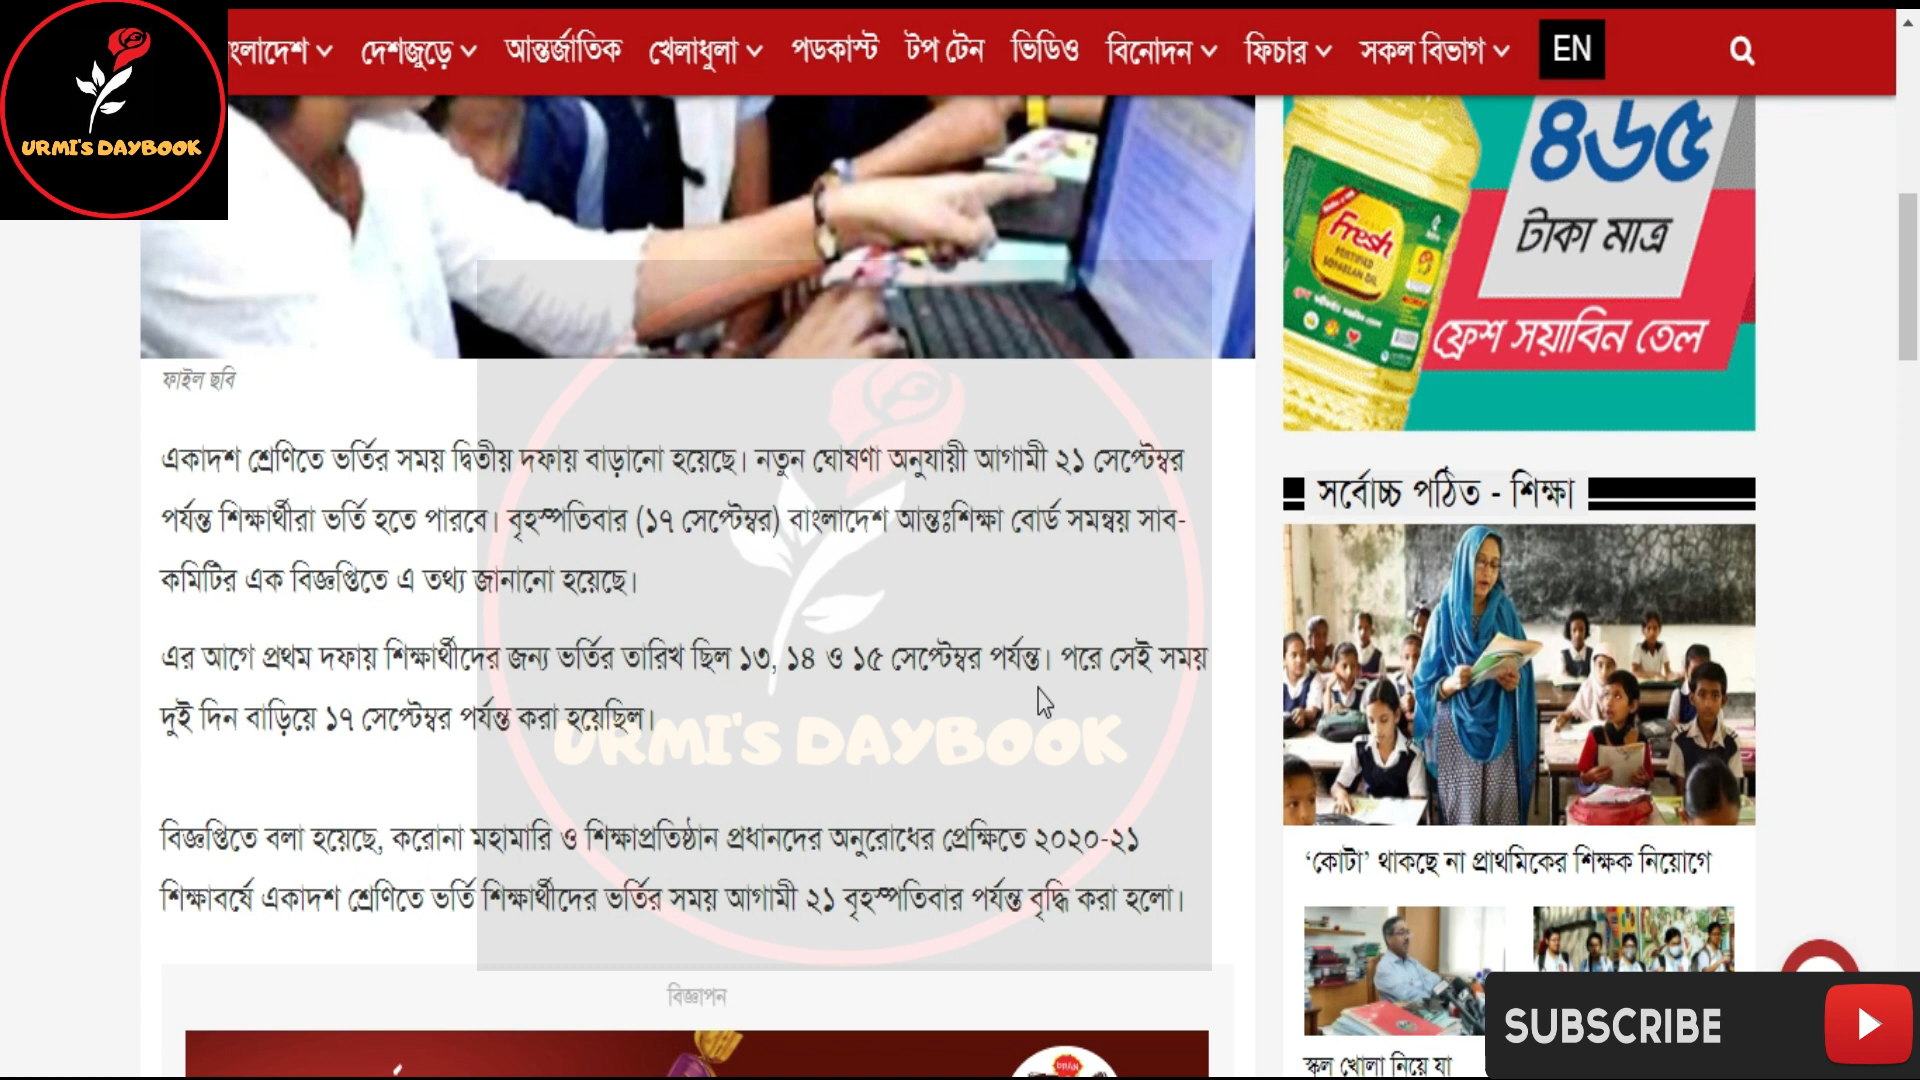 URMI's DAYBOOK
ংলাদেশ দেশজুড়ে আন্তর্জাতিক খেলাধুলা পডকাস্ট টপ টেন ভিডিও বিনোদন ফিচার সকল বিভাগ EN
৪৬৫
টাকা মাত্র
Fresh
FORTIFIED
SOYABEAN OIL
ফ্রেশ সয়াবিন তেল
ফাইল ছবি
একাদশ শ্রেণিতে ভর্তির সময় দ্বিতীয় দফায় বাড়ানো হয়েছে। নতুন ঘোষণা অনুযায়ী আগামী ২১ সেপ্টেম্বর
পর্যন্ত শিক্ষার্থীরা ভর্তি হতে পারবে। বৃহস্পতিবার (১৭ সেপ্টেম্বর) বাংলাদেশ আন্তঃশিক্ষা বোর্ড সমন্বয় সাব-
কমিটির এক বিজ্ঞপ্তিতে এ তথ্য জানানো হয়েছে।
এর আগে প্রথম দফায় শিক্ষার্থীদের জন্য ভর্তির তারিখ ছিল ১৩, ১৪ ও ১৫ সেপ্টেম্বর পর্যন্ত। পরে সেই সময়
দুই দিন বাড়িয়ে ১৭ সেপ্টেম্বর পর্যন্ত করা হয়েছিল।
URMI's DAYBOOK
বিজ্ঞপ্তিতে বলা হয়েছে, করোনা মহামারি ও শিক্ষাপ্রতিষ্ঠান প্রধানদের অনুরোধের প্রেক্ষিতে ২০২০-২১
শিক্ষাবর্ষে একাদশ শ্রেণিতে ভর্তি শিক্ষার্থীদের ভর্তির সময় আগামী ২১ বৃহস্পতিবার পর্যন্ত বৃদ্ধি করা হলো।
বিজ্ঞাপন
সর্বোচ্চ পঠিত - শিক্ষা
‘কোটা’ থাকছে না প্রাথমিকের শিক্ষক নিয়োগে
স্কুল খোলা নিয়ে যা
SUBSCRIBE